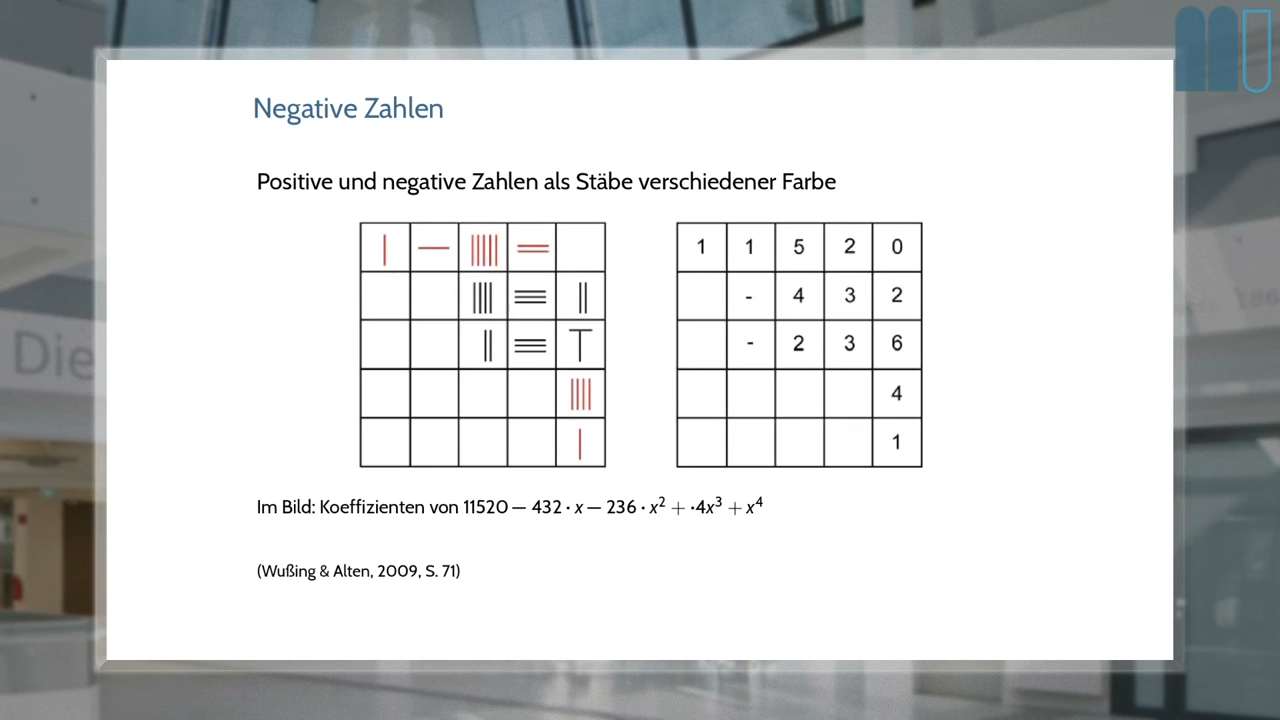 Negative Zahlen
Positive und negative Zahlen als Stäbe verschiedener Farbe
1 1 5 2 0
- 4 3 2
- 2 3 6
4
1
Im Bild: Koeffizienten von 11520 − 432 · x − 236 · x² + ·4x³ + x⁴
(Wußing & Alten, 2009, S. 71)
Die